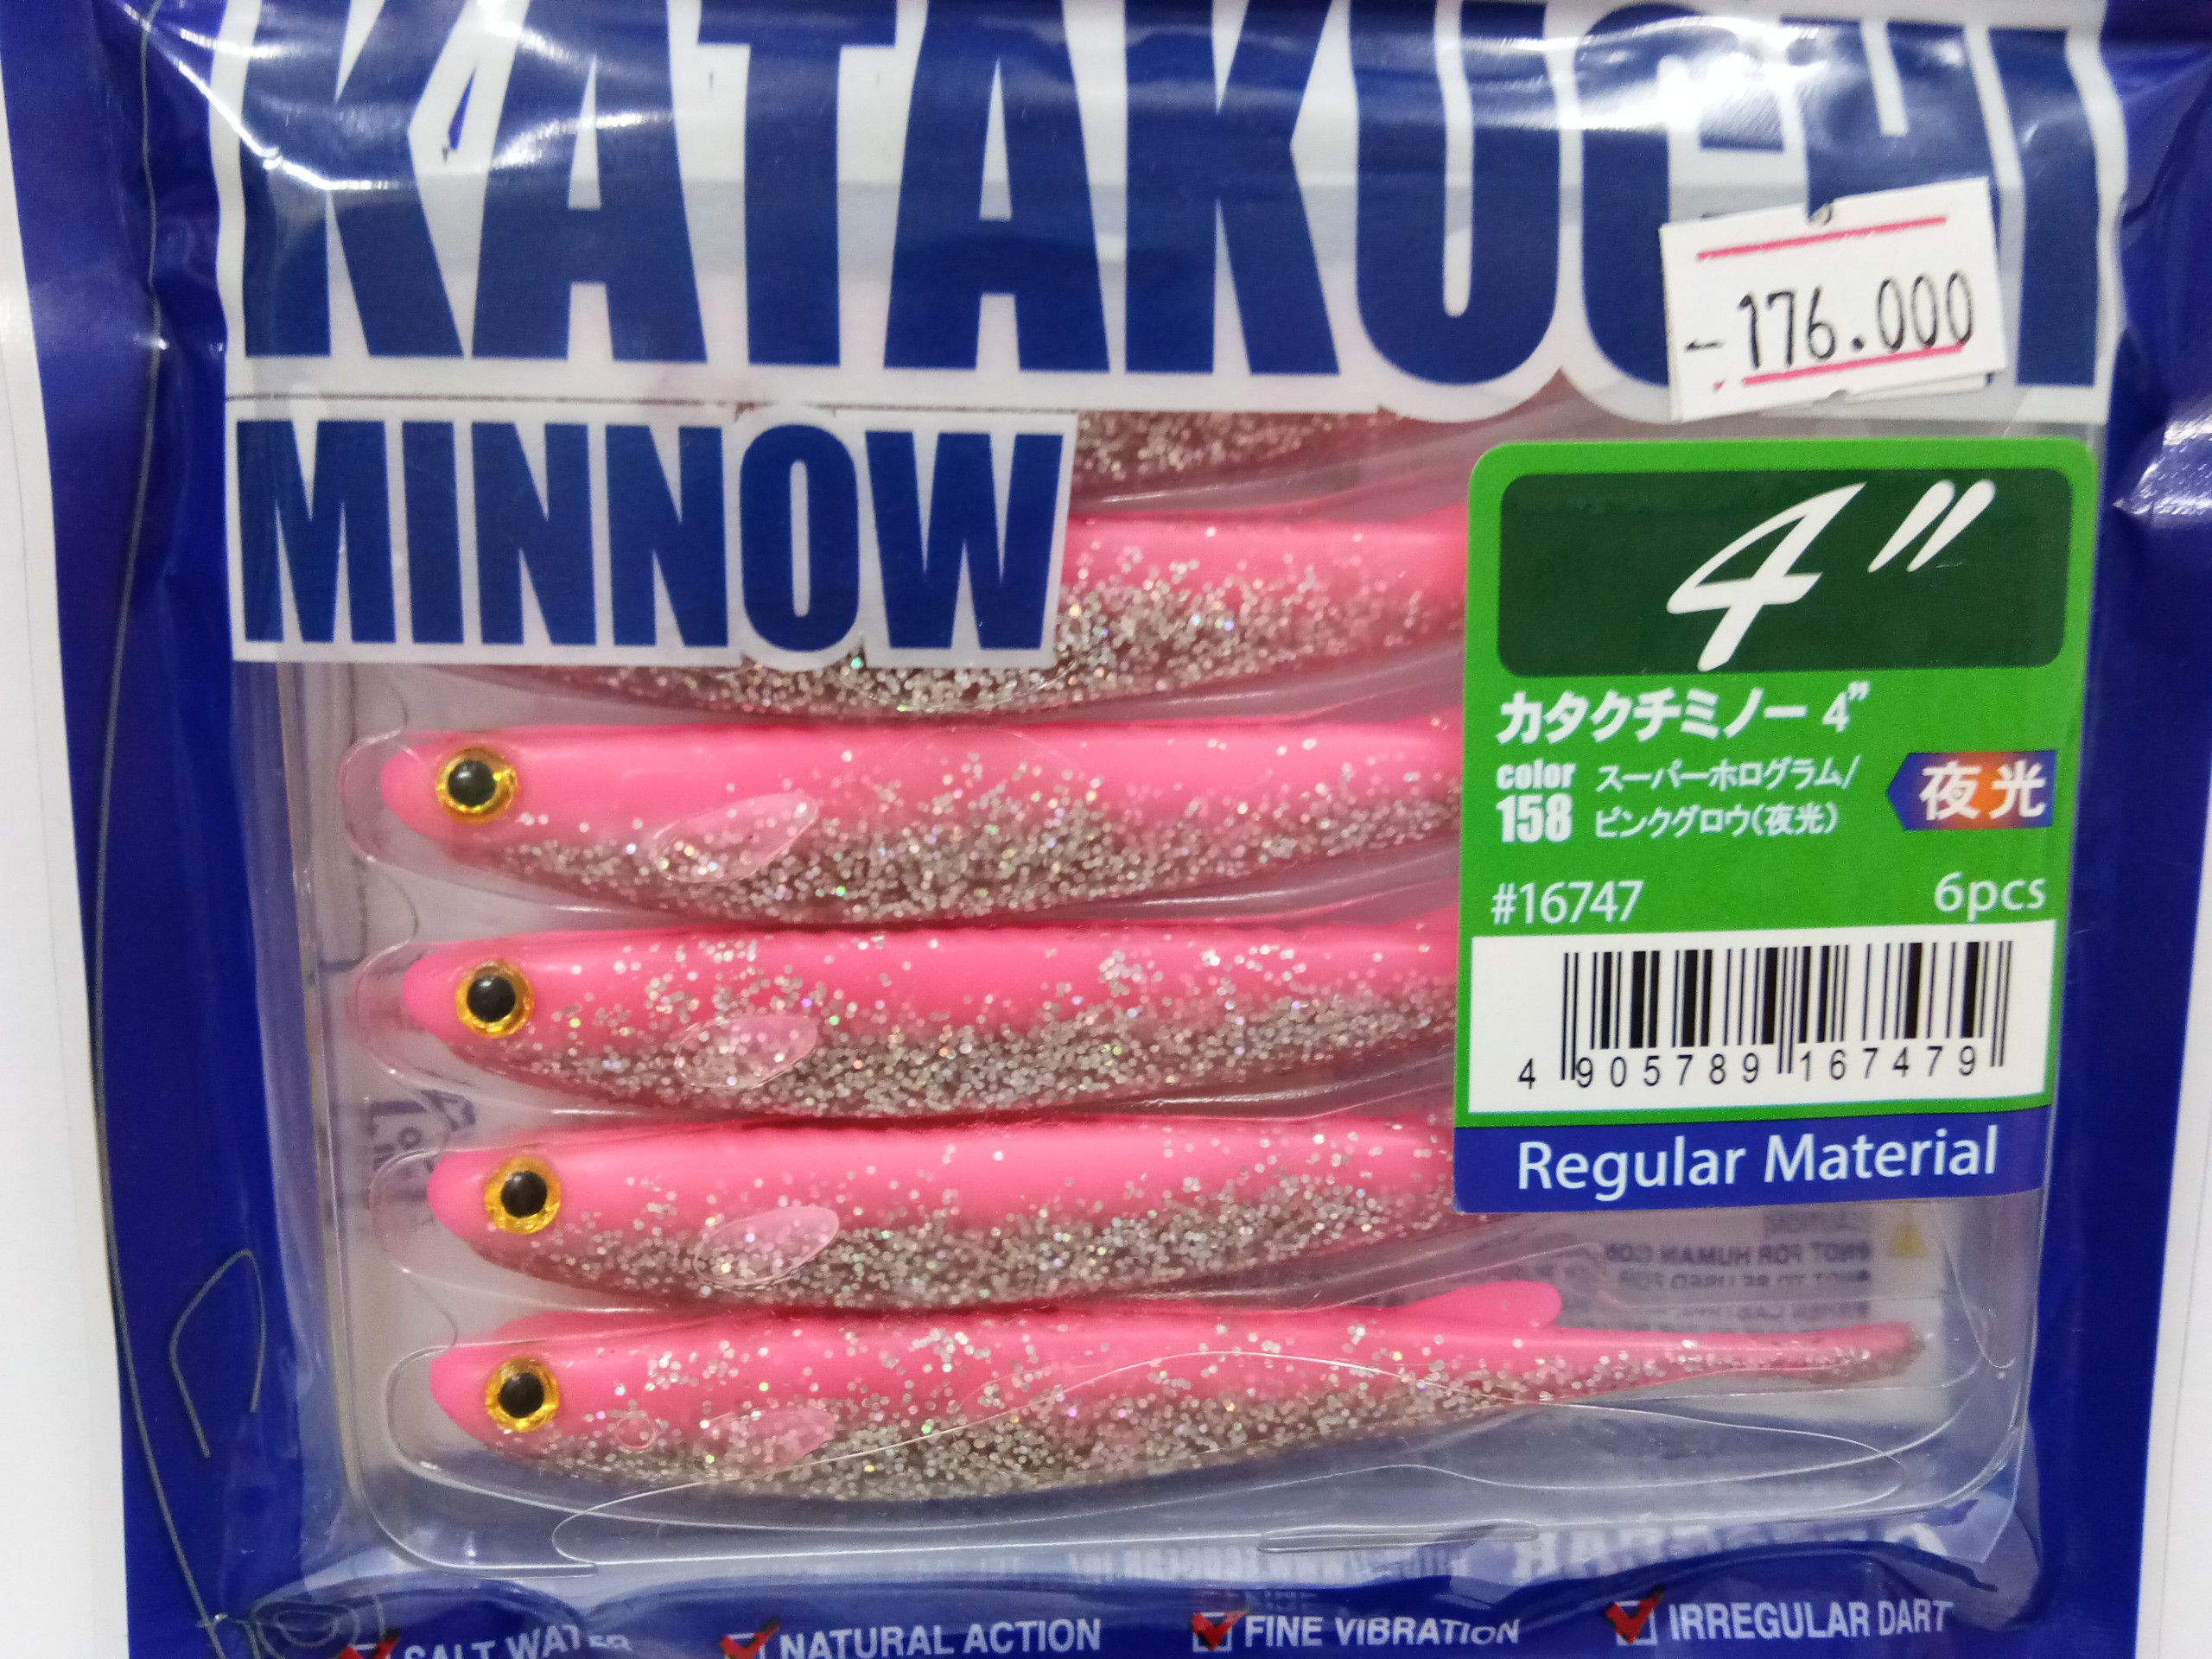 KATAKUCHI
-176.000
MINNOW
4"
カタクチミノー 4"
color 158
スーパーホログラム/
ピンクグロウ(夜光)
夜光
#16747 6pcs
4 905789 167479
Regular Material
SALT WATER NATURAL ACTION FINE VIBRATION IRREGULAR DART